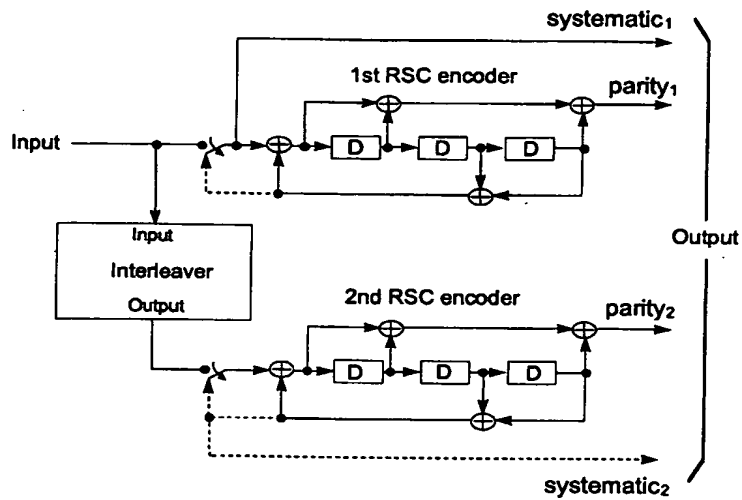 systematic₁
1st RSC encoder
parity₁
Input
D
D
D
Input
Interleaver
Output
Output
2nd RSC encoder
parity₂
D
D
D
systematic₂